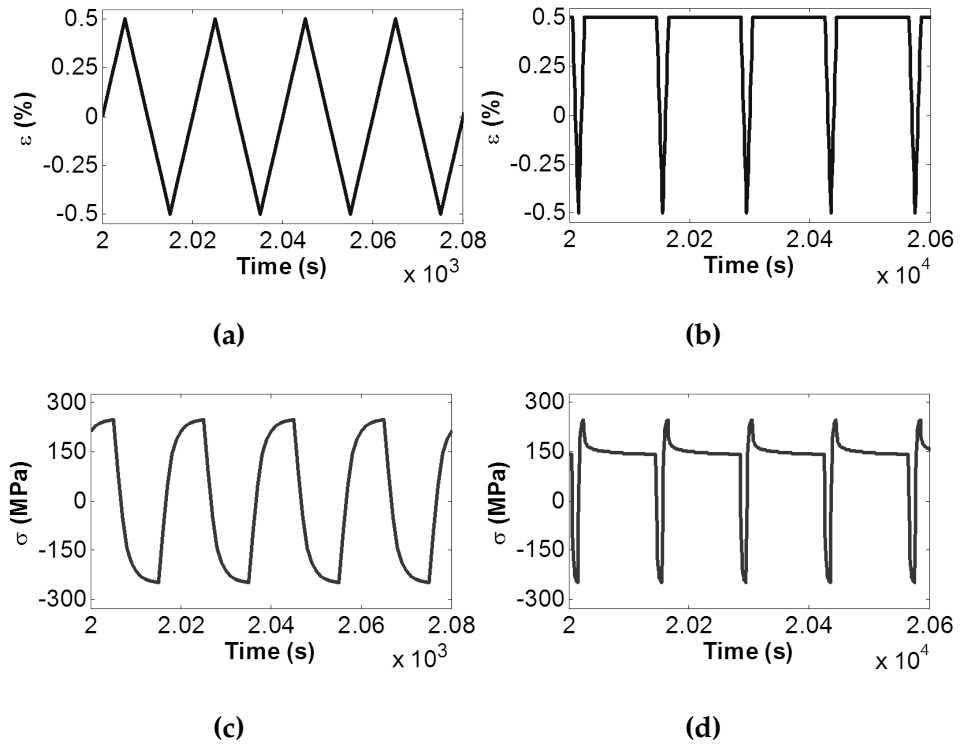 0.5
0.25
0
-0.25
-0.5
ε (%)
2 2.02 2.04 2.06 2.08
Time (s)
x 10³
(a)
0.5
0.25
0
-0.25
-0.5
ε (%)
2 2.02 2.04 2.06
Time (s)
x 10⁴
(b)
300
150
0
-150
-300
σ (MPa)
2 2.02 2.04 2.06 2.08
Time (s)
x 10³
(c)
300
150
0
-150
-300
σ (MPa)
2 2.02 2.04 2.06
Time (s)
x 10⁴
(d)